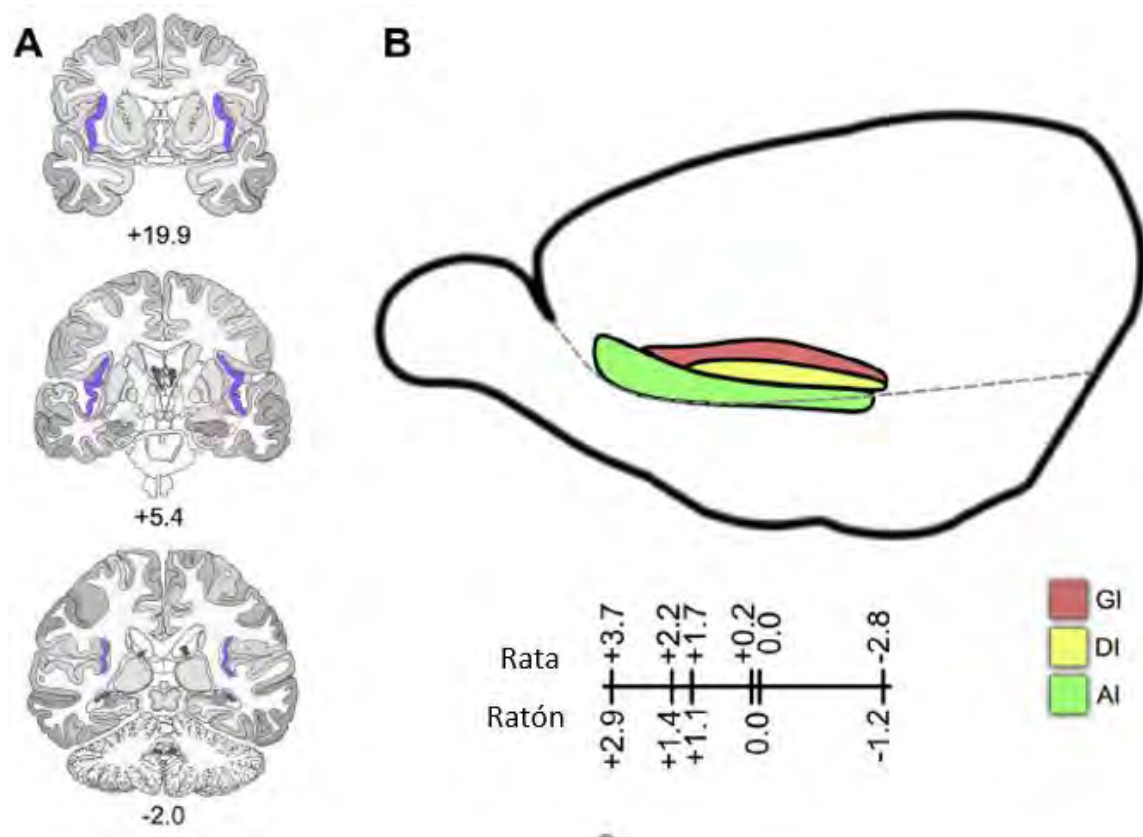 A
+19.9
+5.4
-2.0
B
Rata
+3.7
+2.2
+1.7
+0.2
0.0
-2.8
Ratón
+2.9
+1.4
+1.1
0.0
-1.2
GI
DI
AI